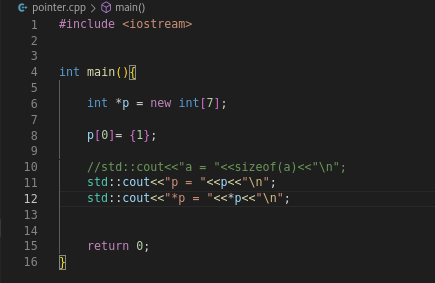 pointer.cpp > main()
1 #include <iostream>
2
3
4 int main(){
5
6 int *p = new int[7];
7
8 p[0]= {1};
9
10 //std::cout<<"a = "<<sizeof(a)<<"\n";
11 std::cout<<"p = "<<p<<"\n";
12 std::cout<<"*p = "<<*p<<"\n";
13
14
15 return 0;
16 }